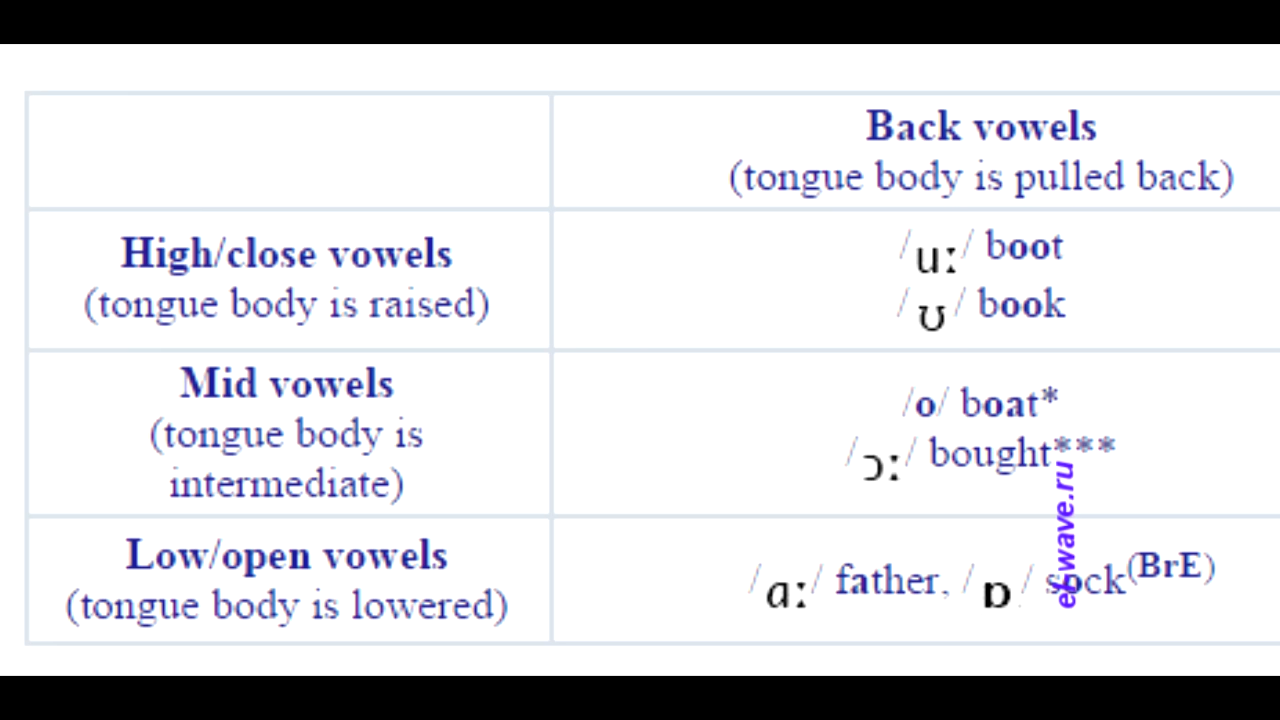 Back vowels
(tongue body is pulled back)
High/close vowels
(tongue body is raised)
/uː/ boot
/ʊ/ book
Mid vowels
(tongue body is
intermediate)
/o/ boat*
/ɔː/ bought***
Low/open vowels
(tongue body is lowered)
/ɑː/ father, /ɒ/ sock(BrE)
efwave.ru